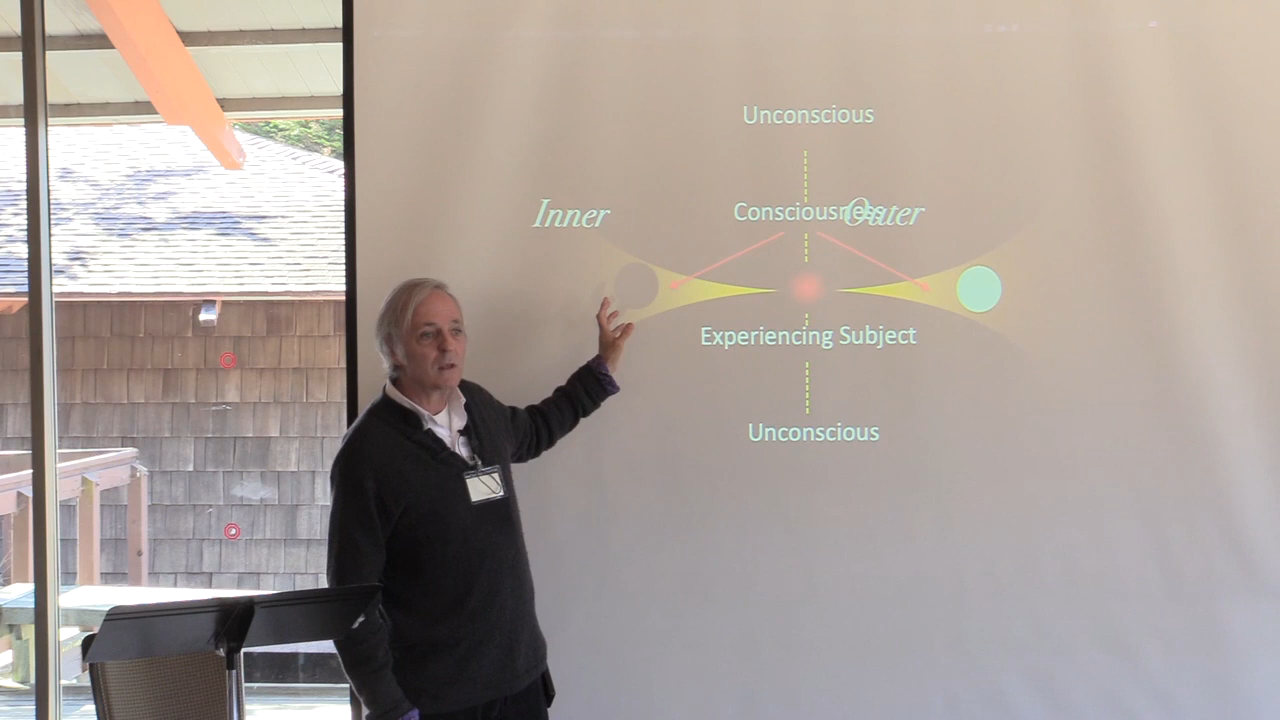 Unconscious
Inner
Consciousness
Outer
Experiencing Subject
Unconscious